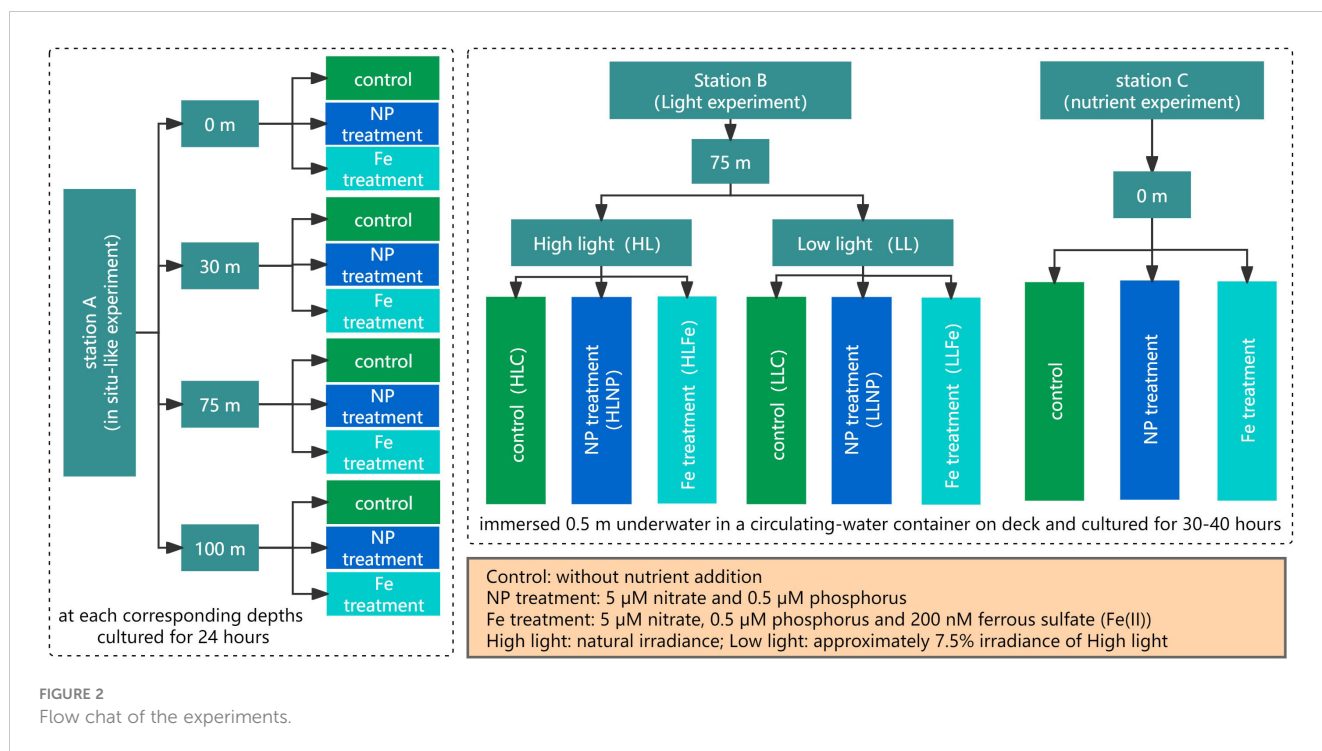 station A
(in situ-like experiment)
0 m
control
NP
treatment
Fe
treatment
30 m
control
NP
treatment
Fe
treatment
75 m
control
NP
treatment
Fe
treatment
100 m
control
NP
treatment
Fe
treatment
at each corresponding depths
cultured for 24 hours
Station B
(Light experiment)
75 m
High light (HL)
Low light (LL)
control (HLC)
NP treatment
(HLNP)
Fe treatment (HLFe)
control (LLC)
NP treatment
(LLNP)
Fe treatment (LLFe)
station C
(nutrient experiment)
0 m
control
NP treatment
Fe treatment
immersed 0.5 m underwater in a circulating-water container on deck and cultured for 30-40 hours
Control: without nutrient addition
NP treatment: 5 μM nitrate and 0.5 μM phosphorus
Fe treatment: 5 μM nitrate, 0.5 μM phosphorus and 200 nM ferrous sulfate (Fe(II))
High light: natural irradiance; Low light: approximately 7.5% irradiance of High light
FIGURE 2
Flow chat of the experiments.